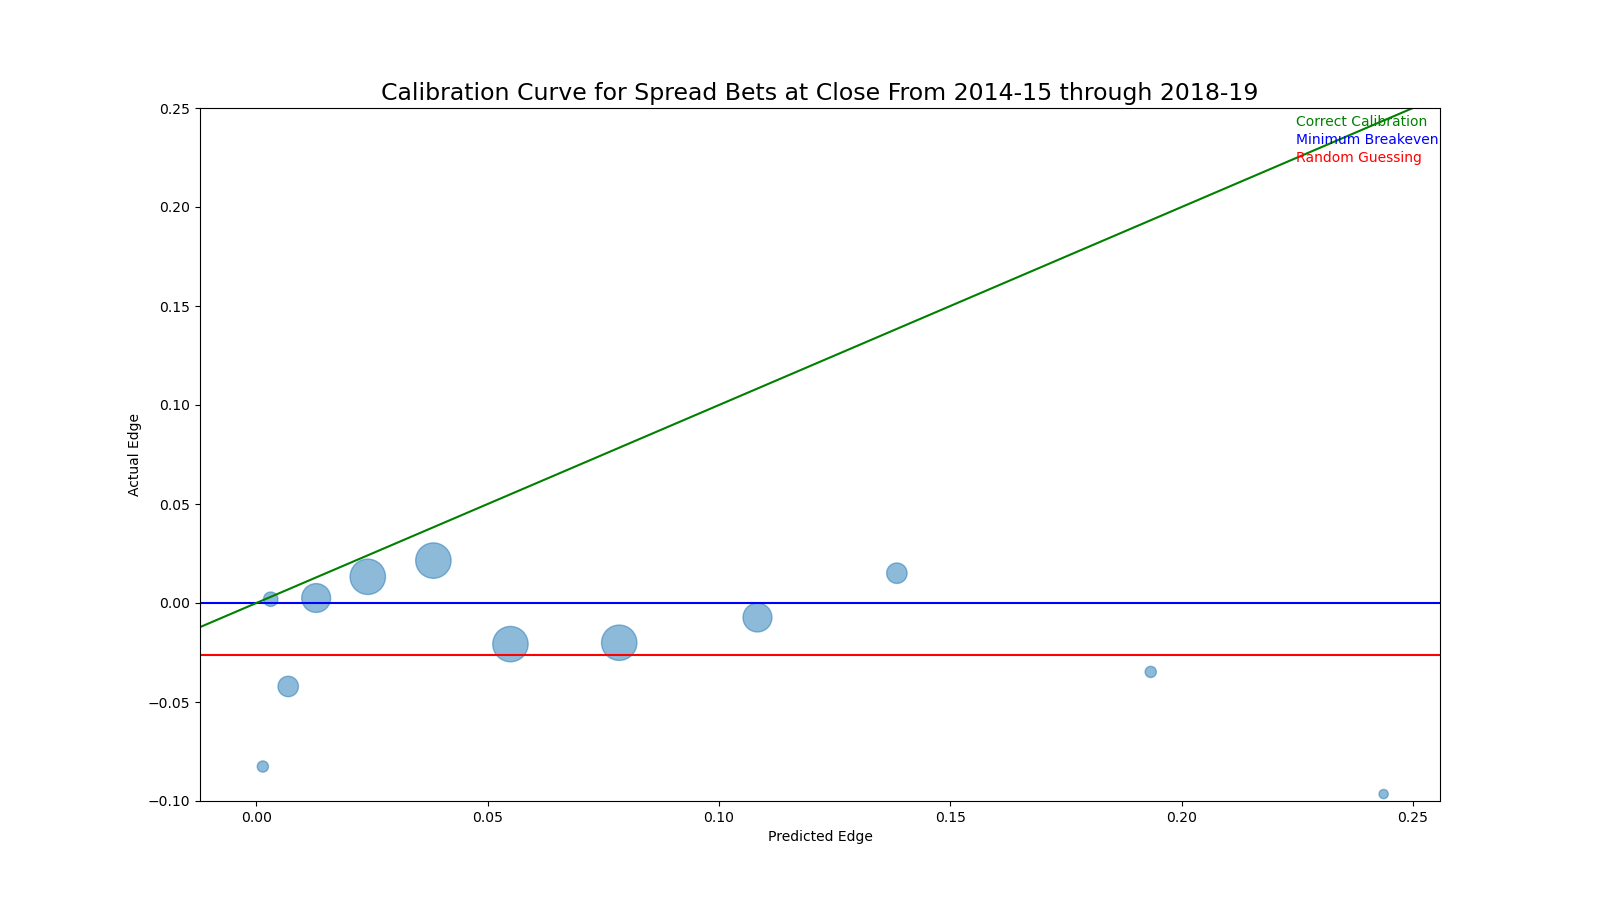 Calibration Curve for Spread Bets at Close From 2014-15 through 2018-19
Correct Calibration
Minimum Breakeven
Random Guessing
0.25
0.20
0.15
0.10
0.05
0.00
−0.05
−0.10
Actual Edge
0.00
0.05
0.10
0.15
0.20
0.25
Predicted Edge